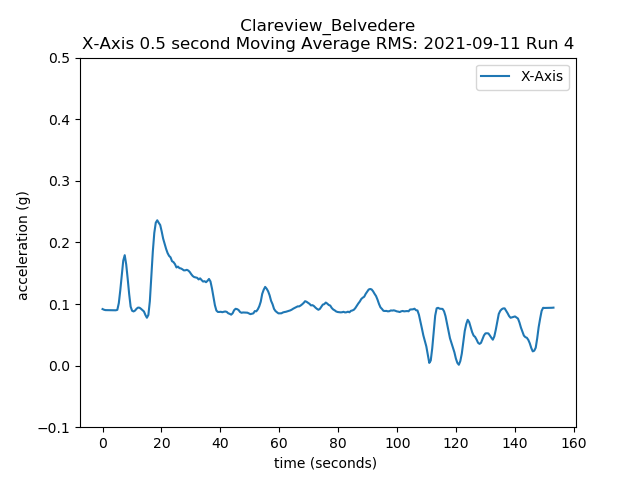 Clareview_Belvedere
X-Axis 0.5 second Moving Average RMS: 2021-09-11 Run 4
X-Axis
acceleration (g)
0.5
0.4
0.3
0.2
0.1
0.0
−0.1
0 20 40 60 80 100 120 140 160
time (seconds)